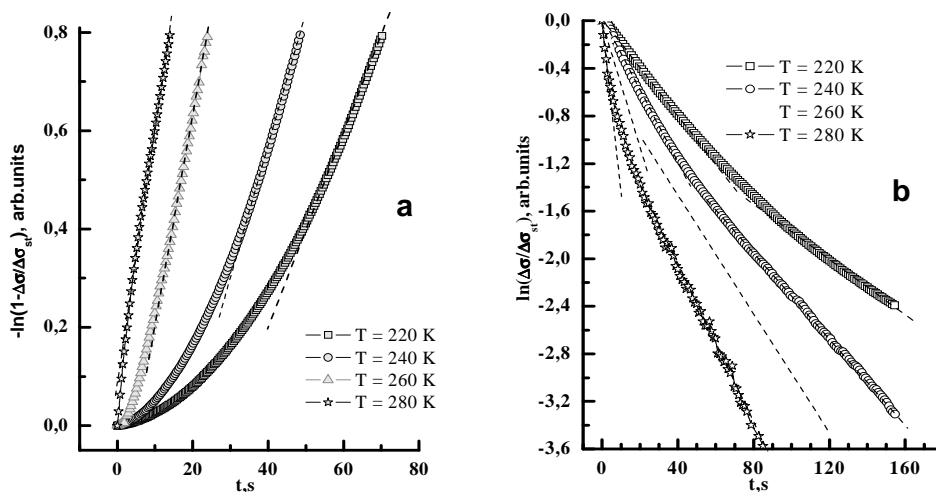 0,8
0,6
0,4
0,2
0,0
-ln(1-Δσ/Δσst), arb.units
0 20 40 60 80
t,s
a
T = 220 K
T = 240 K
T = 260 K
T = 280 K
0,0
-0,4
-0,8
-1,2
-1,6
-2,0
-2,4
-2,8
-3,2
-3,6
ln(Δσ/Δσst), arb.units
0 40 80 120 160
t,s
b
T = 220 K
T = 240 K
T = 260 K
T = 280 K